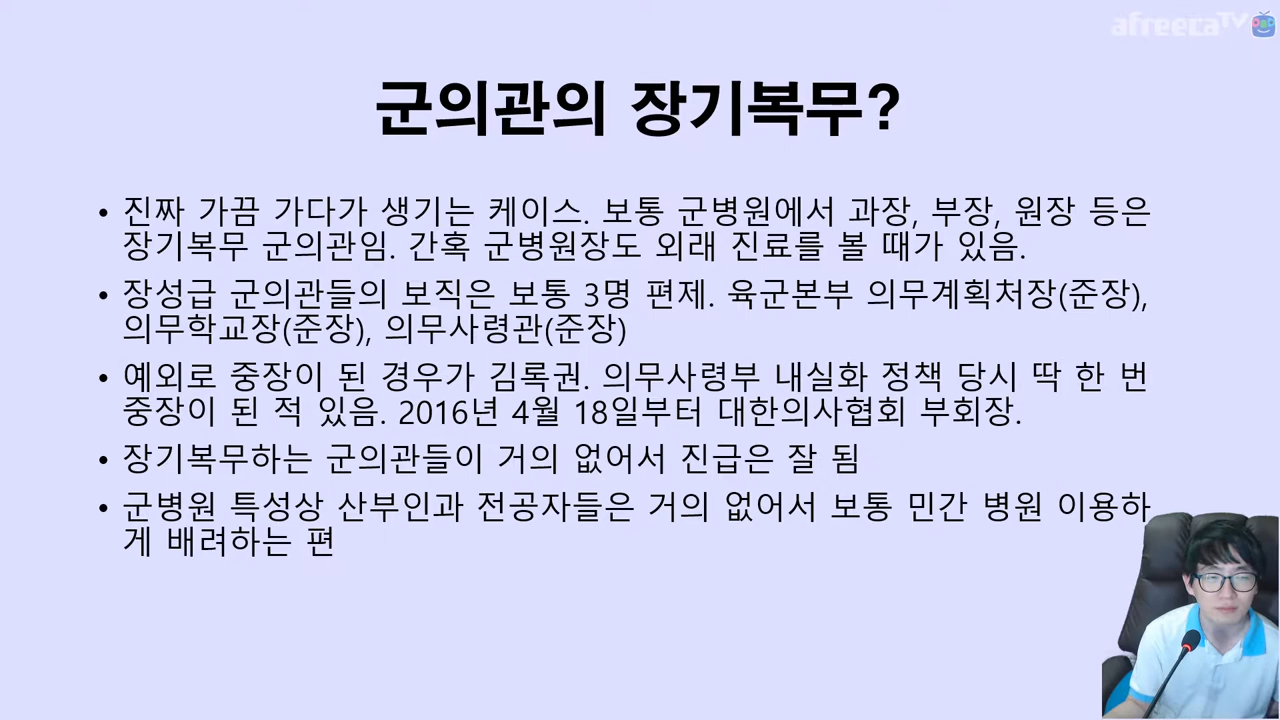 afreecaTV
군의관의 장기복무?
• 진짜 가끔 가다가 생기는 케이스. 보통 군병원에서 과장, 부장, 원장 등은
장기복무 군의관임. 간혹 군병원장도 외래 진료를 볼 때가 있음.
• 장성급 군의관들의 보직은 보통 3명 편제. 육군본부 의무계획처장(준장),
의무학교장(준장), 의무사령관(준장)
• 예외로 중장이 된 경우가 김록권. 의무사령부 내실화 정책 당시 딱 한 번
중장이 된 적 있음. 2016년 4월 18일부터 대한의사협회 부회장.
• 장기복무하는 군의관들이 거의 없어서 진급은 잘 됨
• 군병원 특성상 산부인과 전공자들은 거의 없어서 보통 민간 병원 이용하
게 배려하는 편